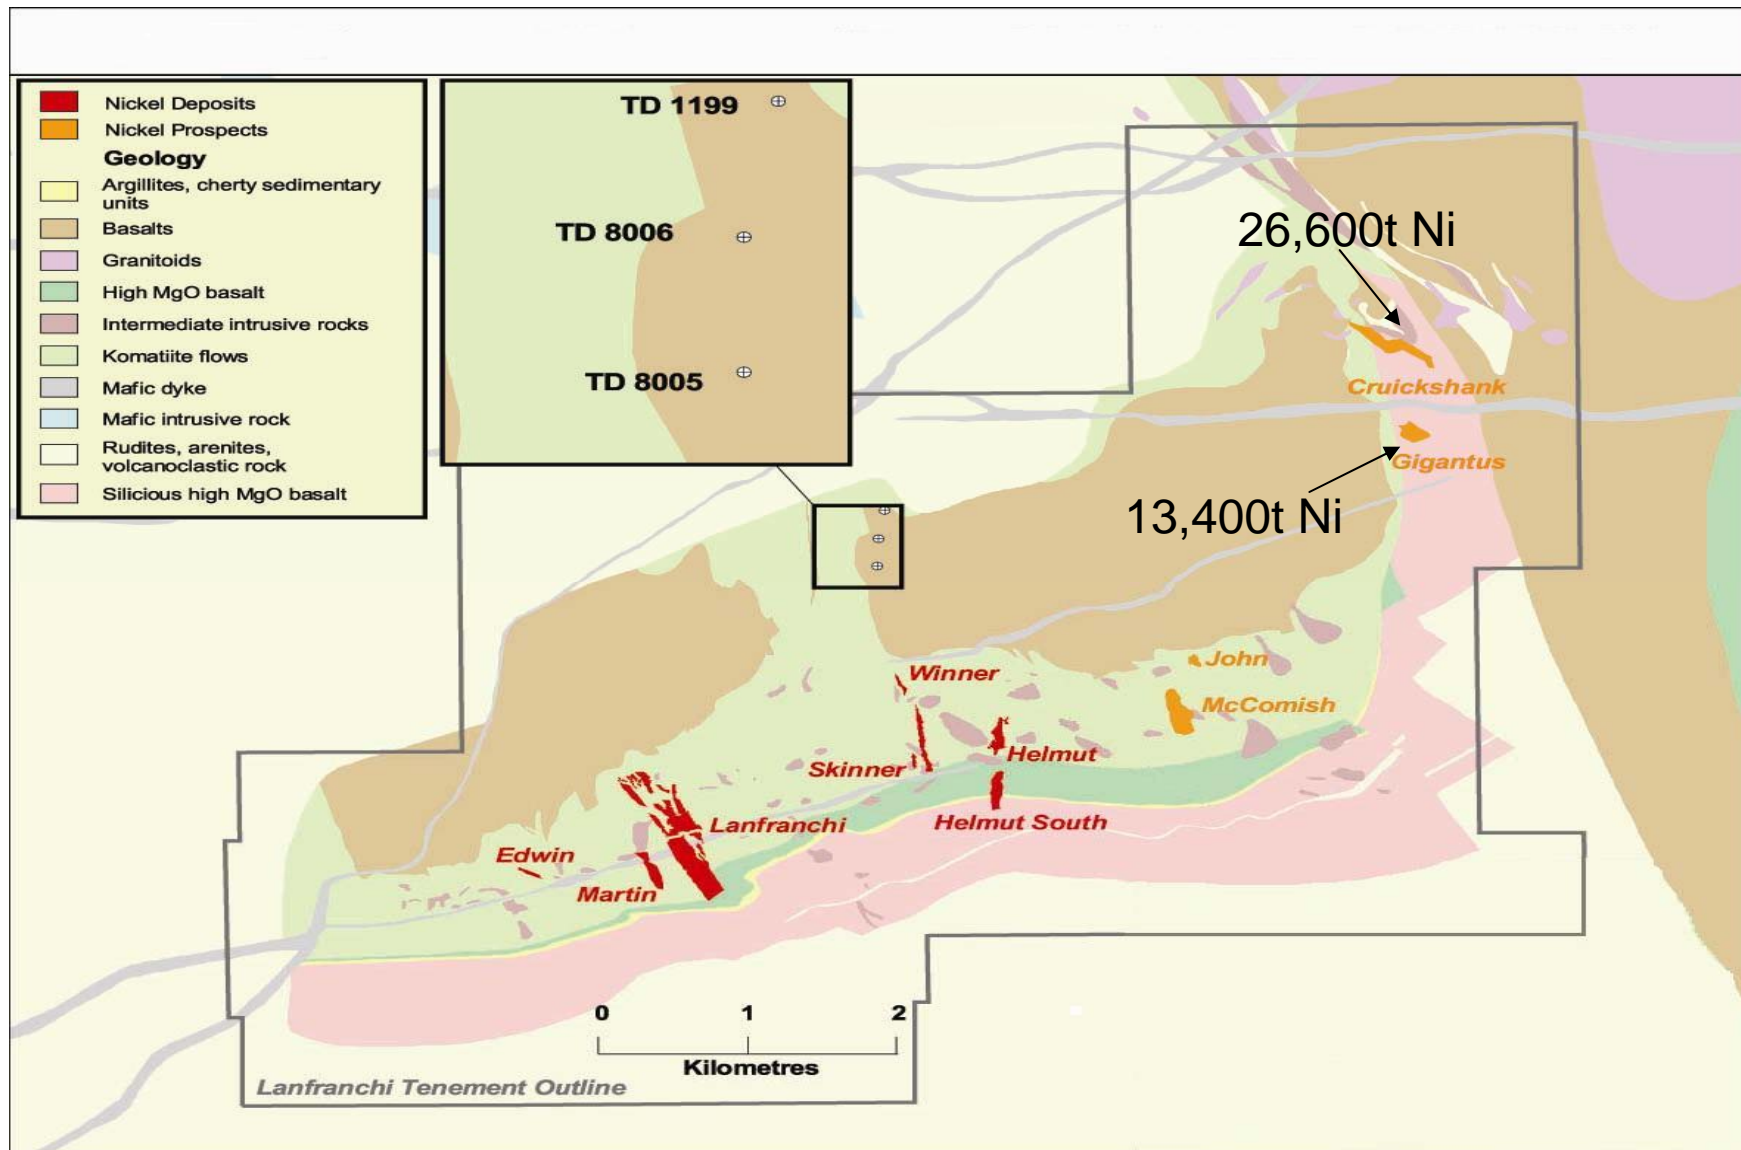 Nickel Deposits
Nickel Prospects
Geology
Argillites, cherty sedimentary
units
Basalts
Granitoids
High MgO basalt
Intermediate intrusive rocks
Komatiite flows
Mafic dyke
Mafic intrusive rock
Rudites, arenites,
volcanoclastic rock
Silicious high MgO basalt
TD 1199
TD 8006
TD 8005
26,600t Ni
Cruickshank
Gigantus
13,400t Ni
John
McComish
Winner
Skinner
Helmut
Helmut South
Lanfranchi
Edwin
Martin
0 1 2
Kilometres
Lanfranchi Tenement Outline